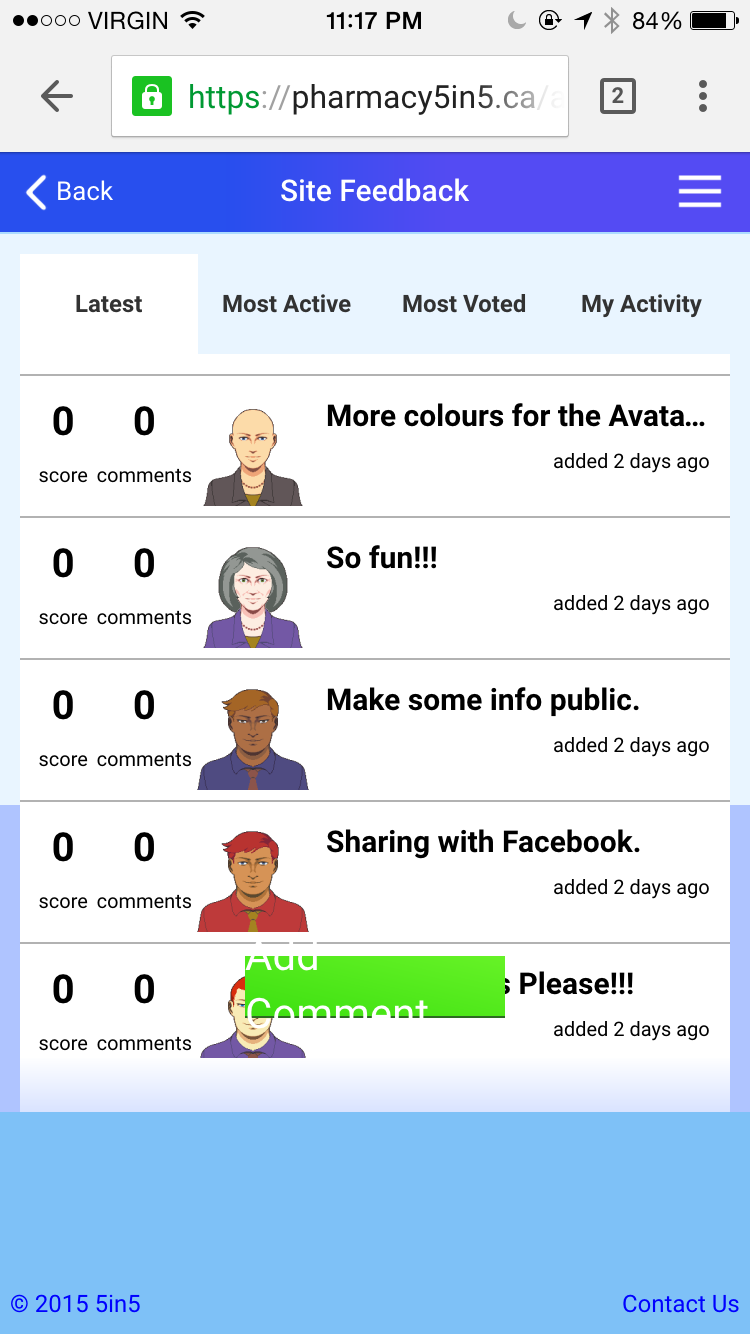 VIRGIN 11:17 PM 84%
https://pharmacy5in5.ca/a 2
Back Site Feedback
Latest Most Active Most Voted My Activity
0 0 More colours for the Avata...
score comments added 2 days ago
0 0 So fun!!!
score comments added 2 days ago
0 0 Make some info public.
score comments added 2 days ago
0 0 Sharing with Facebook.
score comments added 2 days ago
Add
0 0 Please!!!
Comment
score comments added 2 days ago
© 2015 5in5 Contact Us